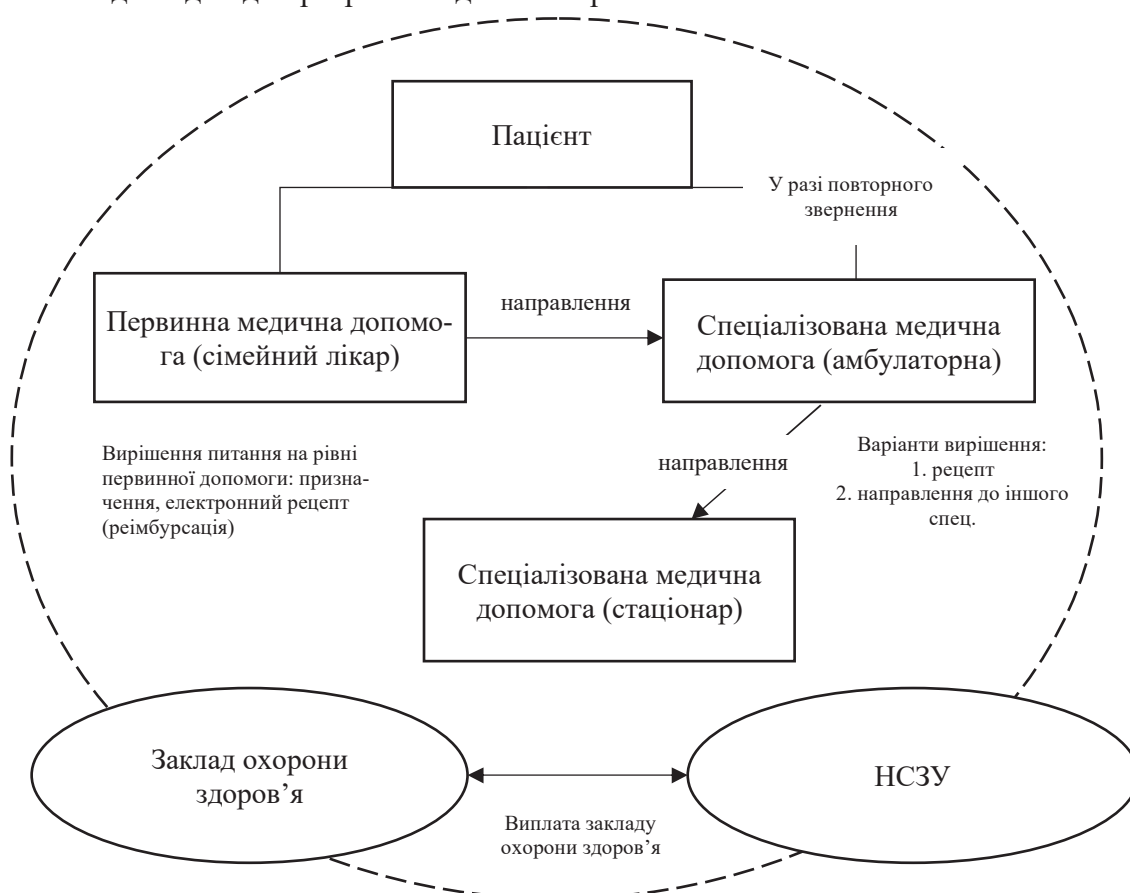 Пацієнт
У разі повторного
звернення
Первинна медична допомо-
га (сімейний лікар)
направлення
Спеціалізована медична
допомога (амбулаторна)
Вирішення питання на рівні
первинної допомоги: призна-
чення, електронний рецепт
(реімбурсація)
направлення
Варіанти вирішення:
1. рецепт
2. направлення до іншого
спец.
Спеціалізована медична
допомога (стаціонар)
Заклад охорони
здоров’я
НСЗУ
Виплата закладу
охорони здоров’я